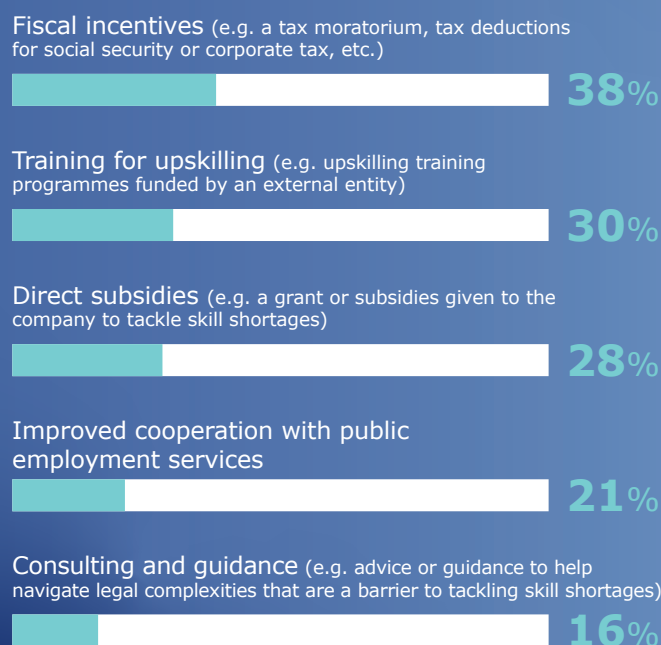 Fiscal incentives (e.g. a tax moratorium, tax deductions
for social security or corporate tax, etc.)
38%
Training for upskilling (e.g. upskilling training
programmes funded by an external entity)
30%
Direct subsidies (e.g. a grant or subsidies given to the
company to tackle skill shortages)
28%
Improved cooperation with public
employment services
21%
Consulting and guidance (e.g. advice or guidance to help
navigate legal complexities that are a barrier to tackling skill shortages)
16%